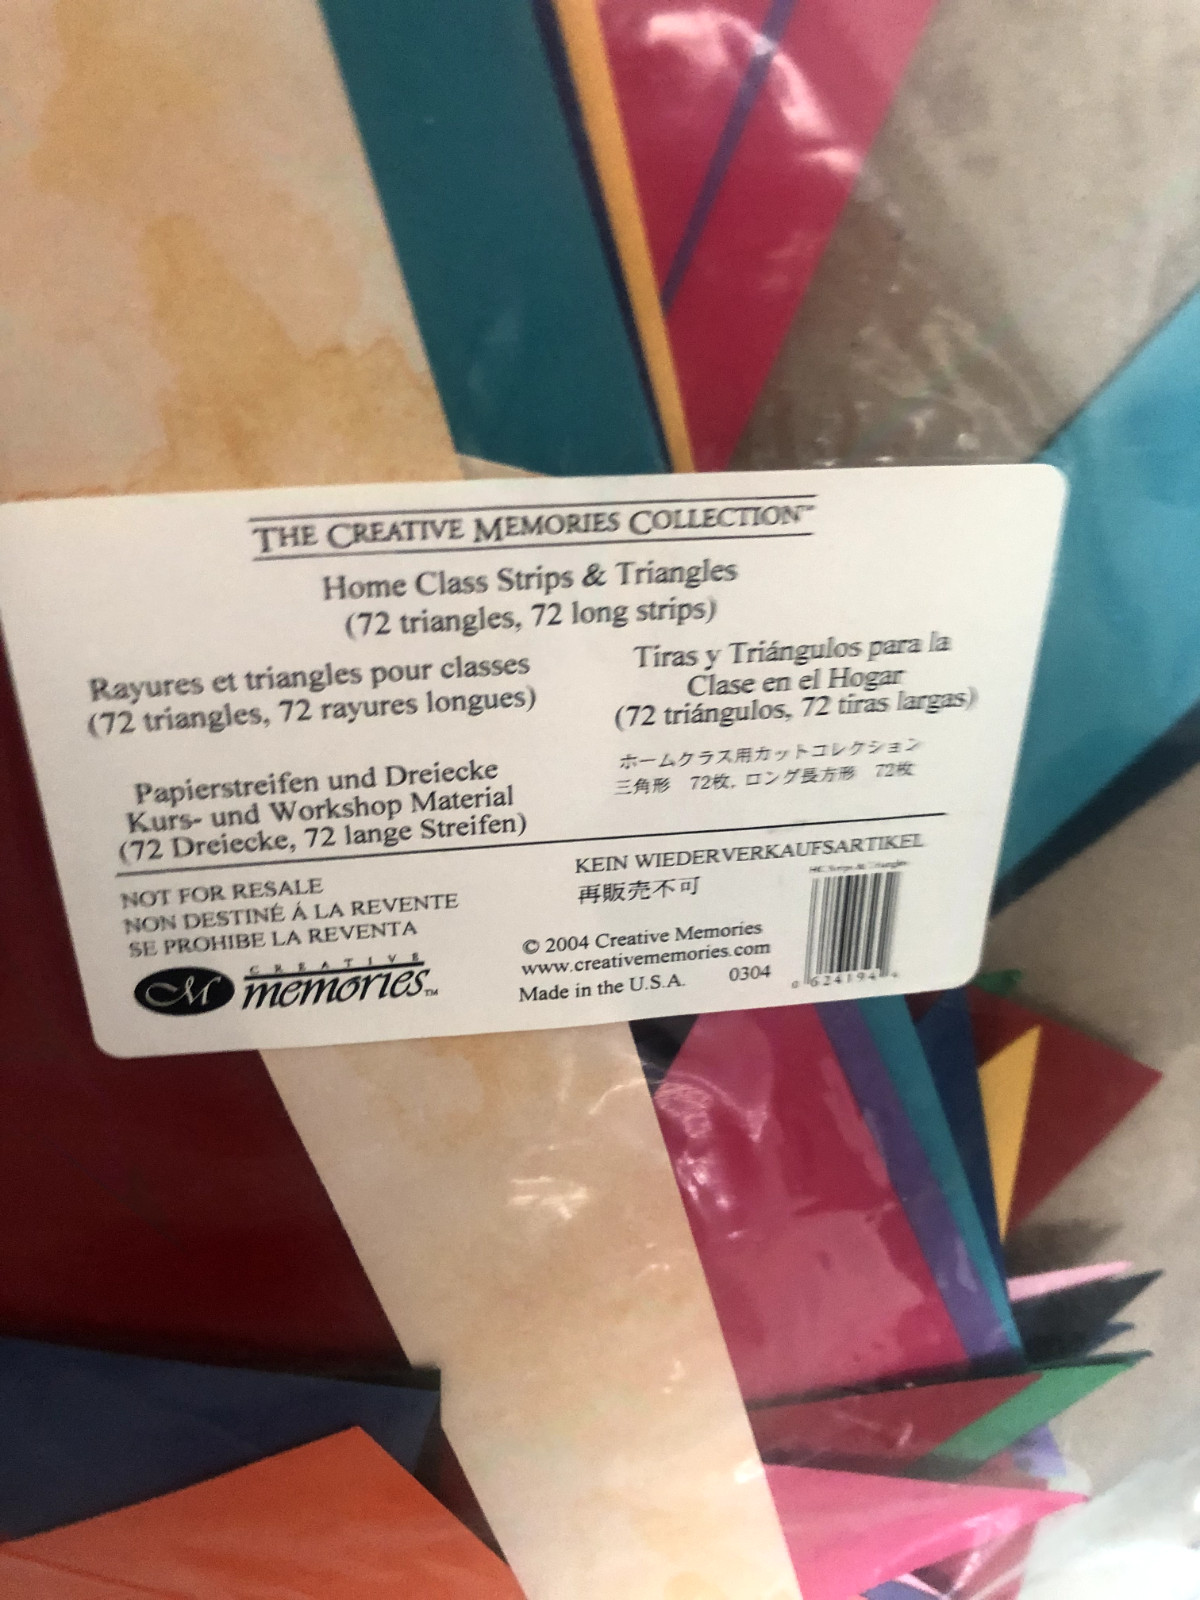 THE CREATIVE MEMORIES COLLECTION™
Home Class Strips & Triangles
(72 triangles, 72 long strips)
Rayures et triangles pour classes
(72 triangles, 72 rayures longues)
Tiras y Triángulos para la
Clase en el Hogar
(72 triángulos, 72 tiras largas)
Papierstreifen und Dreiecke
Kurs- und Workshop Material
(72 Dreiecke, 72 lange Streifen)
ホームクラス用カットコレクション
三角形 72枚, ロング長方形 72枚
NOT FOR RESALE
NON DESTINÉ Á LA REVENTE
SE PROHIBE LA REVENTA
KEIN WIEDERVERKAUFSARTIKEL
再販売不可
CREATIVE
memories™
© 2004 Creative Memories
www.creativememories.com
Made in the U.S.A. 0304
HC Strips & Triangles